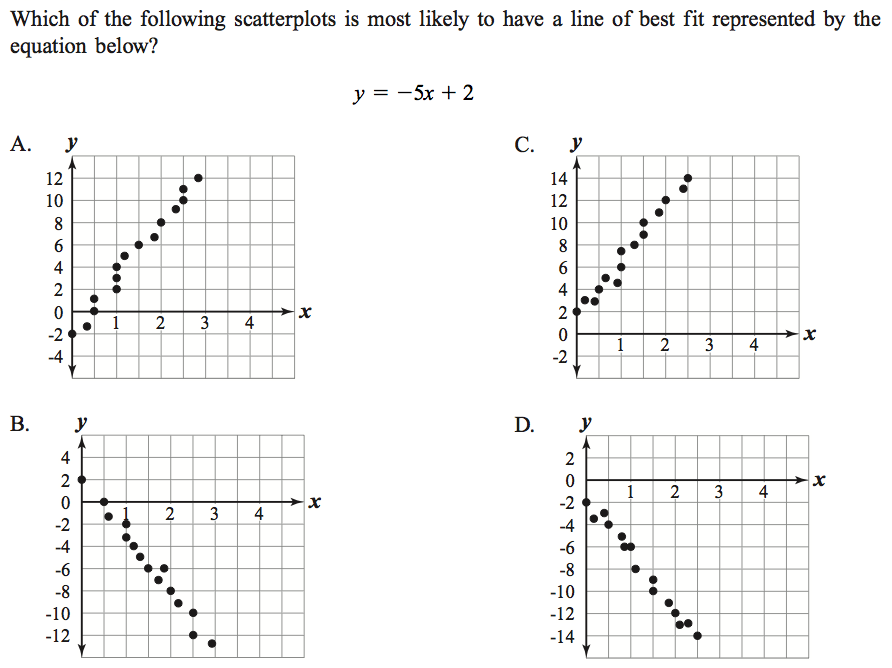 Which of the following scatterplots is most likely to have a line of best fit represented by the
equation below?
y = −5x + 2
A.
y
12
10
8
6
4
2
0
-2
-4
1 2 3 4
x
C.
y
14
12
10
8
6
4
2
0
-2
1 2 3 4
x
B.
y
4
2
0
-2
-4
-6
-8
-10
-12
1 2 3 4
x
D.
y
2
0
-2
-4
-6
-8
-10
-12
-14
1 2 3 4
x